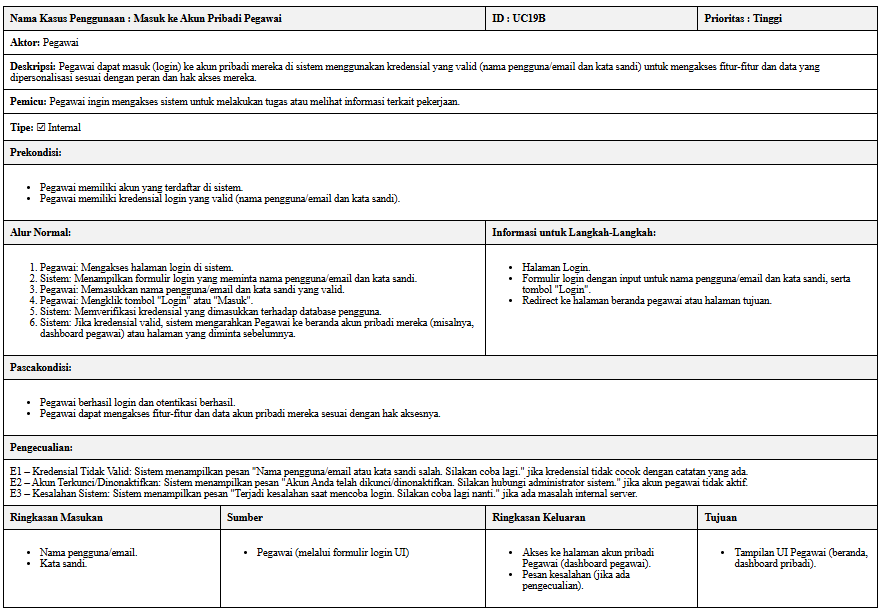 Nama Kasus Penggunaan : Masuk ke Akun Pribadi Pegawai
ID : UC19B
Prioritas : Tinggi
Aktor: Pegawai
Deskripsi: Pegawai dapat masuk (login) ke akun pribadi mereka di sistem menggunakan kredensial yang valid (nama pengguna/email dan kata sandi) untuk mengakses fitur-fitur dan data yang
dipersonalisasi sesuai dengan peran dan hak akses mereka.
Pemicu: Pegawai ingin mengakses sistem untuk melakukan tugas atau melihat informasi terkait pekerjaan.
Tipe: ☑ Internal
Prekondisi:
• Pegawai memiliki akun yang terdaftar di sistem.
• Pegawai memiliki kredensial login yang valid (nama pengguna/email dan kata sandi).
Alur Normal:
1. Pegawai: Mengakses halaman login di sistem.
2. Sistem: Menampilkan formulir login yang meminta nama pengguna/email dan kata sandi.
3. Pegawai: Memasukkan nama pengguna/email dan kata sandi yang valid.
4. Pegawai: Mengklik tombol "Login" atau "Masuk".
5. Sistem: Memverifikasi kredensial yang dimasukkan terhadap database pengguna.
6. Sistem: Jika kredensial valid, sistem mengarahkan Pegawai ke beranda akun pribadi mereka (misalnya,
dashboard pegawai) atau halaman yang diminta sebelumnya.
Informasi untuk Langkah-Langkah:
• Halaman Login.
• Formulir login dengan input untuk nama pengguna/email dan kata sandi, serta
tombol "Login".
• Redirect ke halaman beranda pegawai atau halaman tujuan.
Pascakondisi:
• Pegawai berhasil login dan otentikasi berhasil.
• Pegawai dapat mengakses fitur-fitur dan data akun pribadi mereka sesuai dengan hak aksesnya.
Pengecualian:
E1 – Kredensial Tidak Valid: Sistem menampilkan pesan "Nama pengguna/email atau kata sandi salah. Silakan coba lagi." jika kredensial tidak cocok dengan catatan yang ada.
E2 – Akun Terkunci/Dinonaktifkan: Sistem menampilkan pesan "Akun Anda telah dikunci/dinonaktifkan. Silakan hubungi administrator sistem." jika akun pegawai tidak aktif.
E3 – Kesalahan Sistem: Sistem menampilkan pesan "Terjadi kesalahan saat mencoba login. Silakan coba lagi nanti." jika ada masalah internal server.
Ringkasan Masukan
• Nama pengguna/email.
• Kata sandi.
Sumber
• Pegawai (melalui formulir login UI)
Ringkasan Keluaran
• Akses ke halaman akun pribadi
Pegawai (dashboard pegawai).
• Pesan kesalahan (jika ada
pengecualian).
Tujuan
• Tampilan UI Pegawai (beranda,
dashboard pribadi).